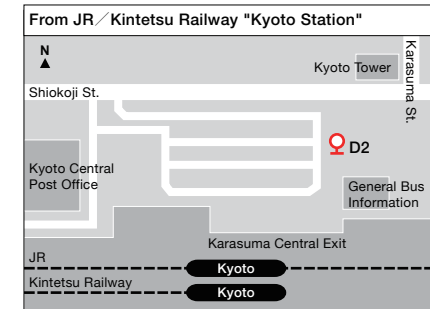 From JR／Kintetsu Railway "Kyoto Station"
N
Kyoto Tower
Karasuma St.
Shiokoji St.
D2
Kyoto Central
Post Office
General Bus
Information
Karasuma Central Exit
JR
Kyoto
Kintetsu Railway
Kyoto